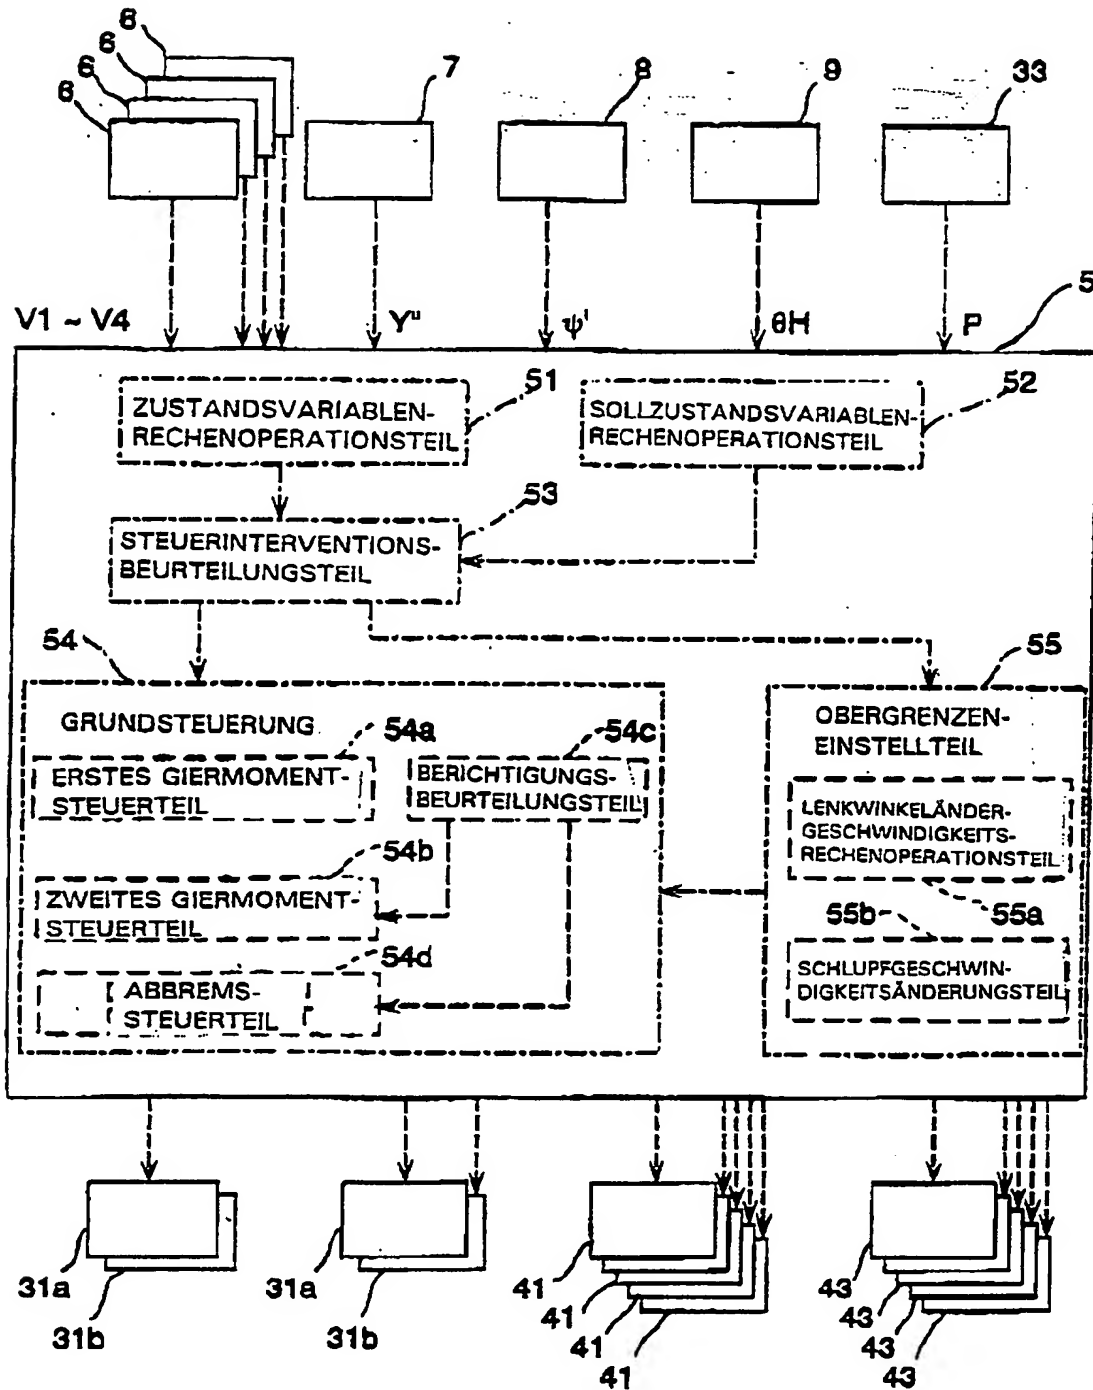 6
6
6
6
7
8
9
33
5
V1 ~ V4
Y"
ψ'
θH
P
51
ZUSTANDSVARIABLEN-
RECHENOPERATIONSTEIL
52
SOLLZUSTANDSVARIABLEN-
RECHENOPERATIONSTEIL
53
STEUERINTERVENTIONS-
BEURTEILUNGSTEIL
54
GRUNDSTEUERUNG
54a
ERSTES GIERMOMENT-
STEUERTEIL
54c
BERICHTIGUNGS-
BEURTEILUNGSTEIL
54b
ZWEITES GIERMOMENT-
STEUERTEIL
54d
ABBREMS-
STEUERTEIL
55
OBERGRENZEN-
EINSTELLTEIL
LENKWINKELÄNDER-
GESCHWINDIGKEITS-
RECHENOPERATIONSTEIL
55b
55a
SCHLUPFGESCHWIN-
DIGKEITSÄNDERUNGSTEIL
31a
31b
31a
31b
41
41
41
41
43
43
43
43